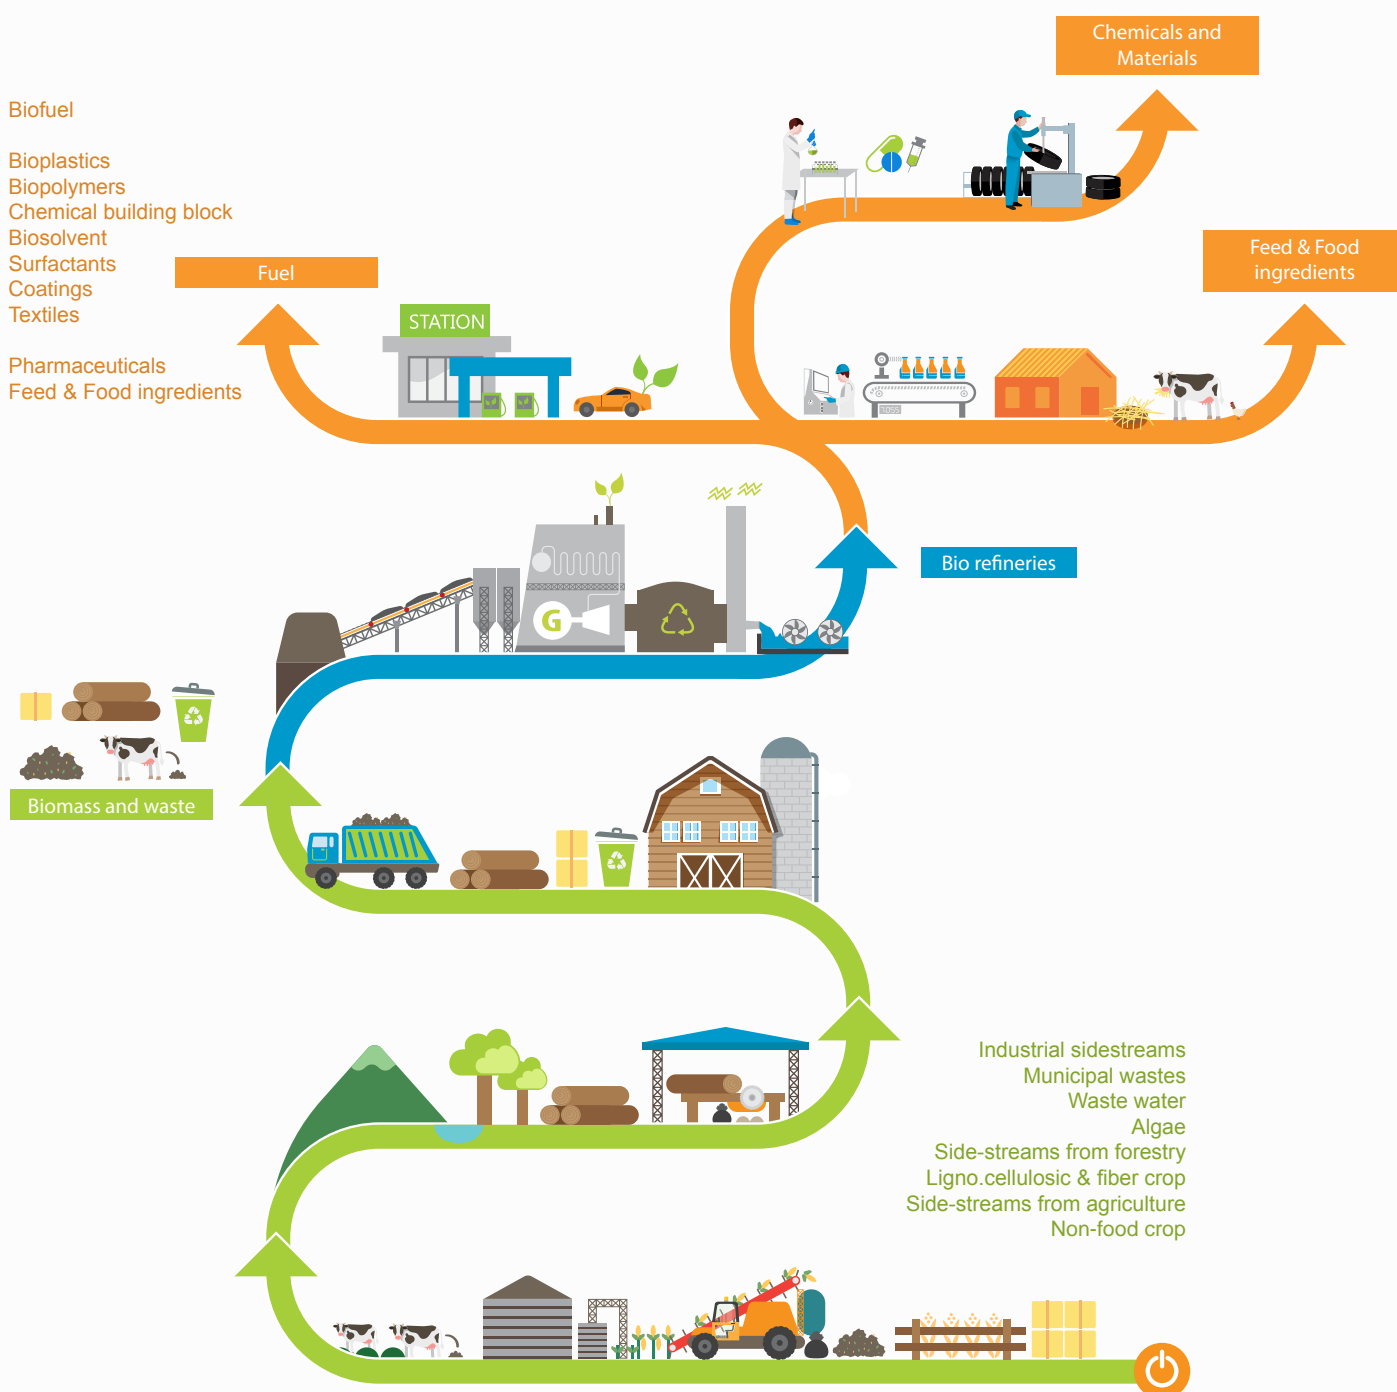 Chemicals and
Materials
Biofuel
Bioplastics
Biopolymers
Chemical building block
Biosolvent
Surfactants
Coatings
Textiles
Pharmaceuticals
Feed & Food ingredients
Fuel
Feed & Food
ingredients
STATION
Bio refineries
G
Biomass and waste
Industrial sidestreams
Municipal wastes
Waste water
Algae
Side-streams from forestry
Ligno.cellulosic & fiber crop
Side-streams from agriculture
Non-food crop